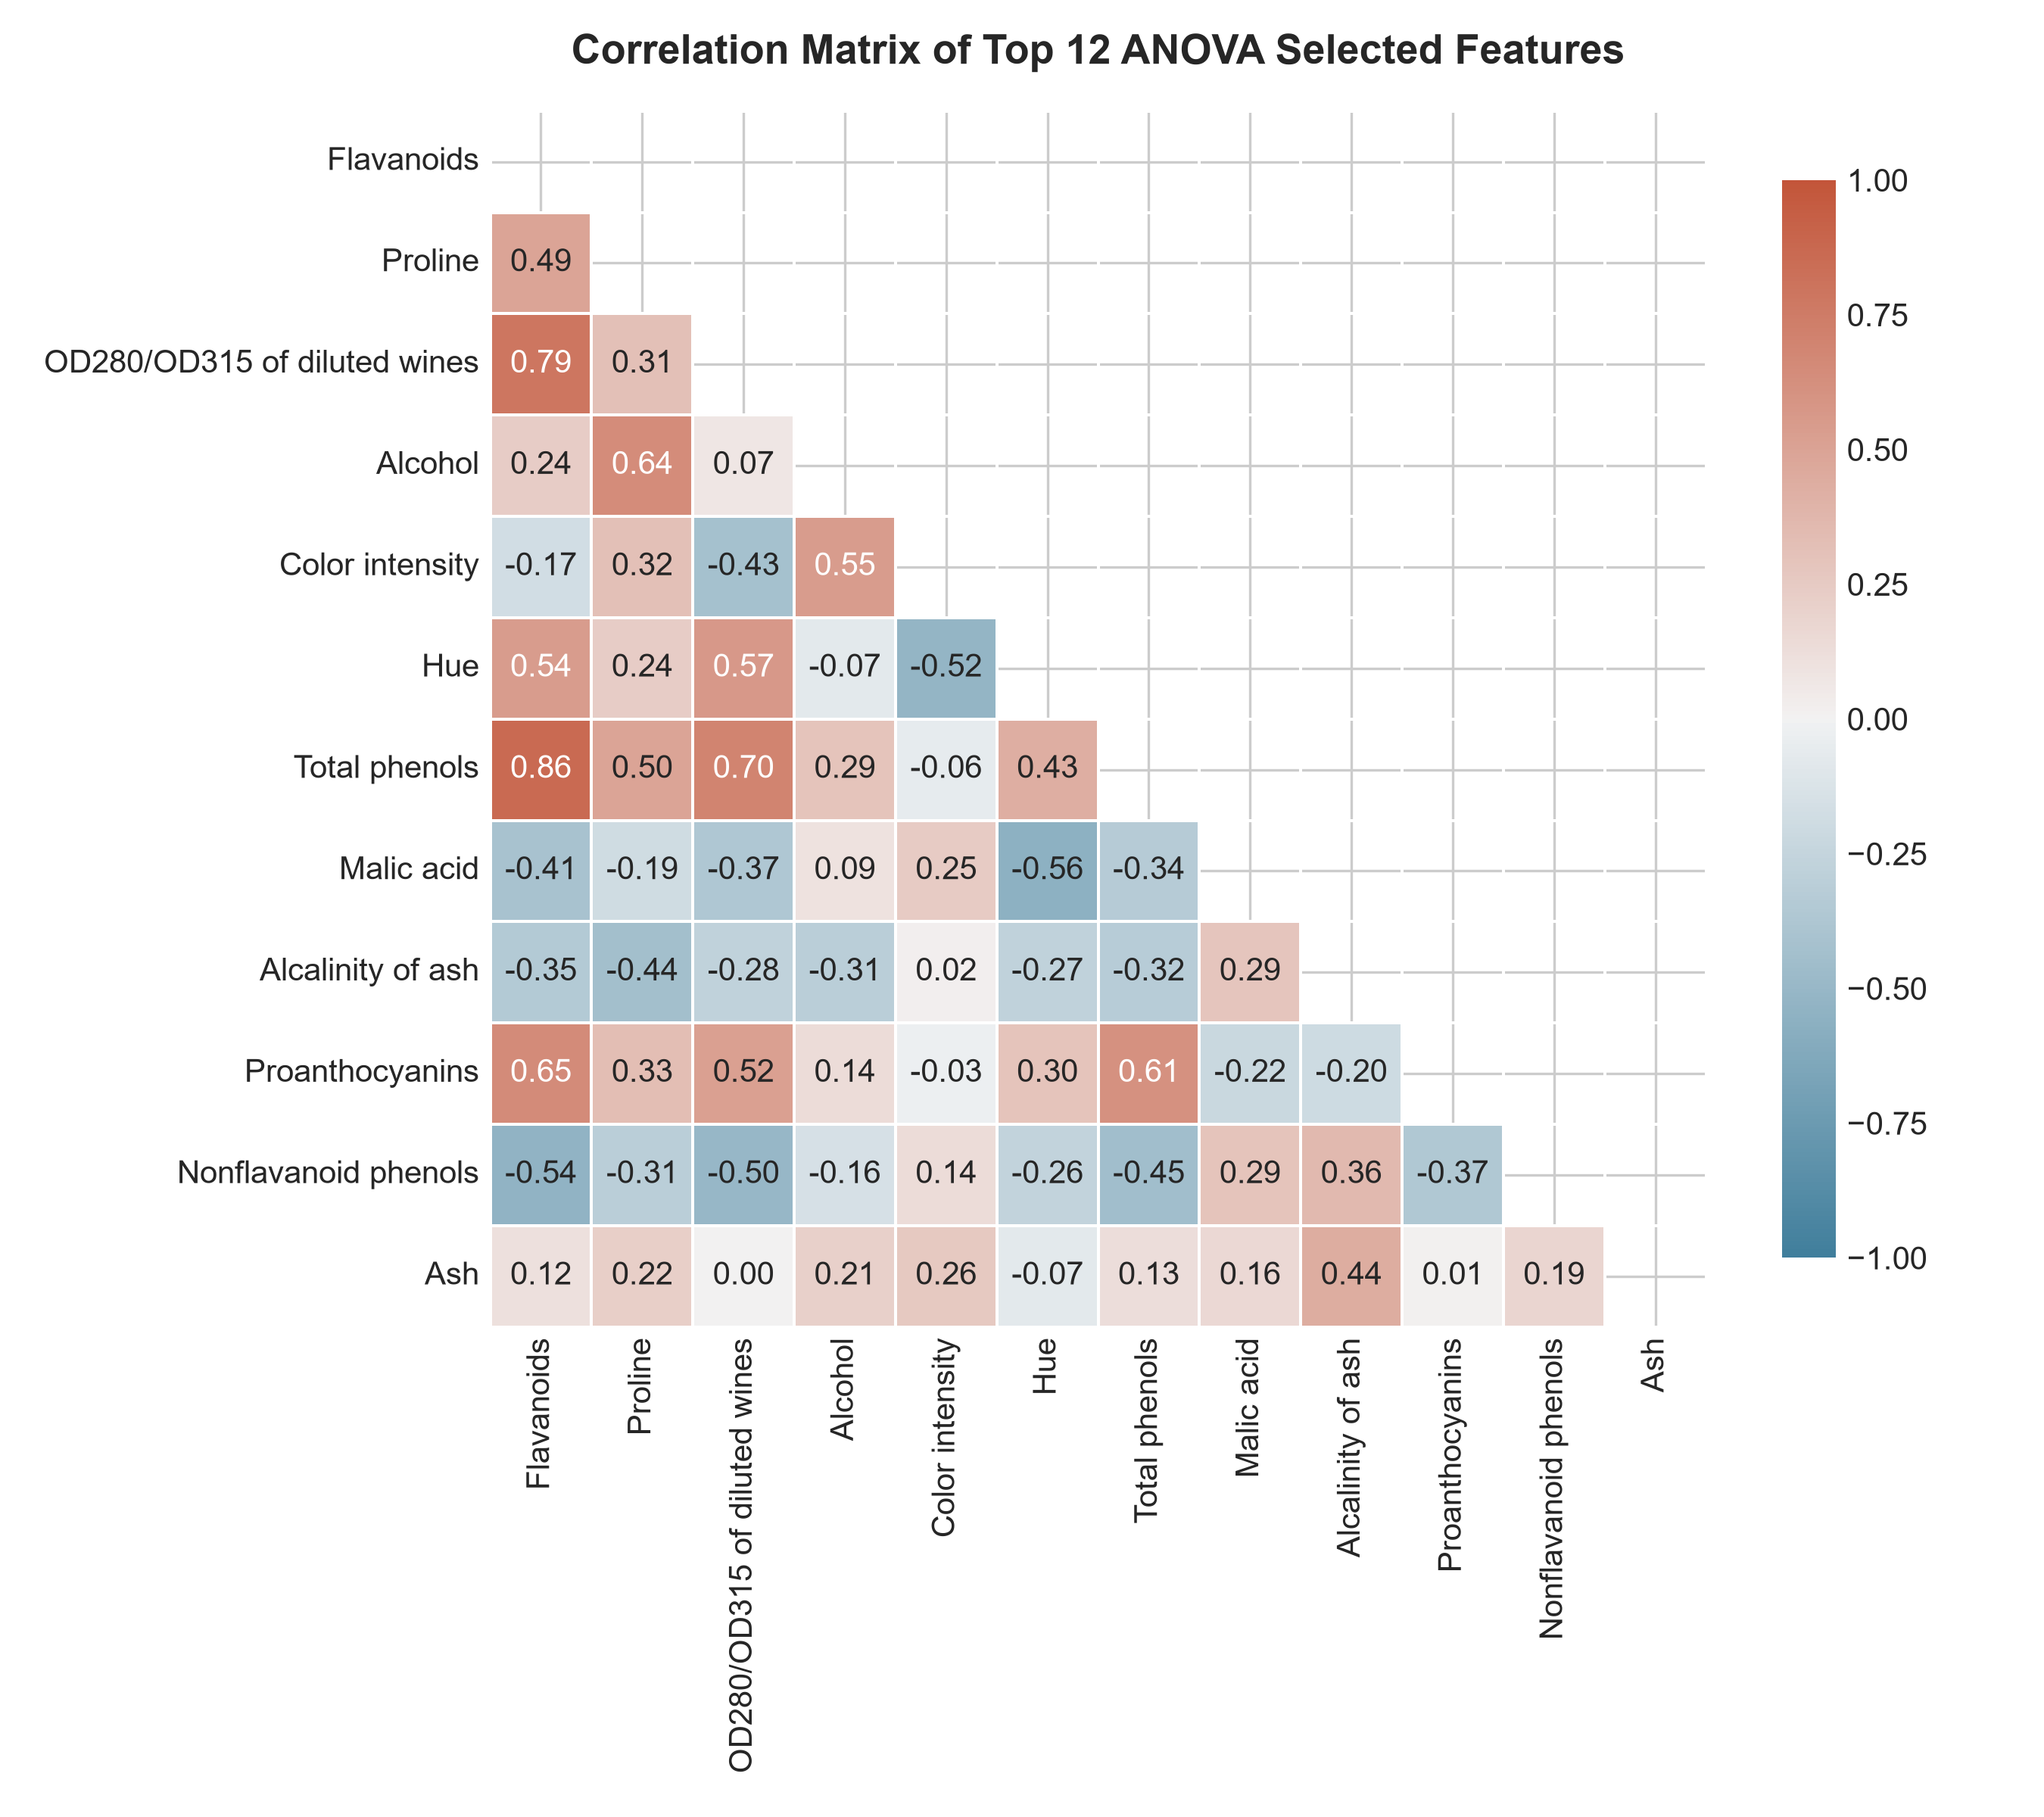 Correlation Matrix of Top 12 ANOVA Selected Features
Flavanoids
Proline 0.49
OD280/OD315 of diluted wines 0.79 0.31
Alcohol 0.24 0.64 0.07
Color intensity -0.17 0.32 -0.43 0.55
Hue 0.54 0.24 0.57 -0.07 -0.52
Total phenols 0.86 0.50 0.70 0.29 -0.06 0.43
Malic acid -0.41 -0.19 -0.37 0.09 0.25 -0.56 -0.34
Alcalinity of ash -0.35 -0.44 -0.28 -0.31 0.02 -0.27 -0.32 0.29
Proanthocyanins 0.65 0.33 0.52 0.14 -0.03 0.30 0.61 -0.22 -0.20
Nonflavanoid phenols -0.54 -0.31 -0.50 -0.16 0.14 -0.26 -0.45 0.29 0.36 -0.37
Ash 0.12 0.22 0.00 0.21 0.26 -0.07 0.13 0.16 0.44 0.01 0.19
Flavanoids
Proline
OD280/OD315 of diluted wines
Alcohol
Color intensity
Hue
Total phenols
Malic acid
Alcalinity of ash
Proanthocyanins
Nonflavanoid phenols
Ash
1.00
0.75
0.50
0.25
0.00
−0.25
−0.50
−0.75
−1.00